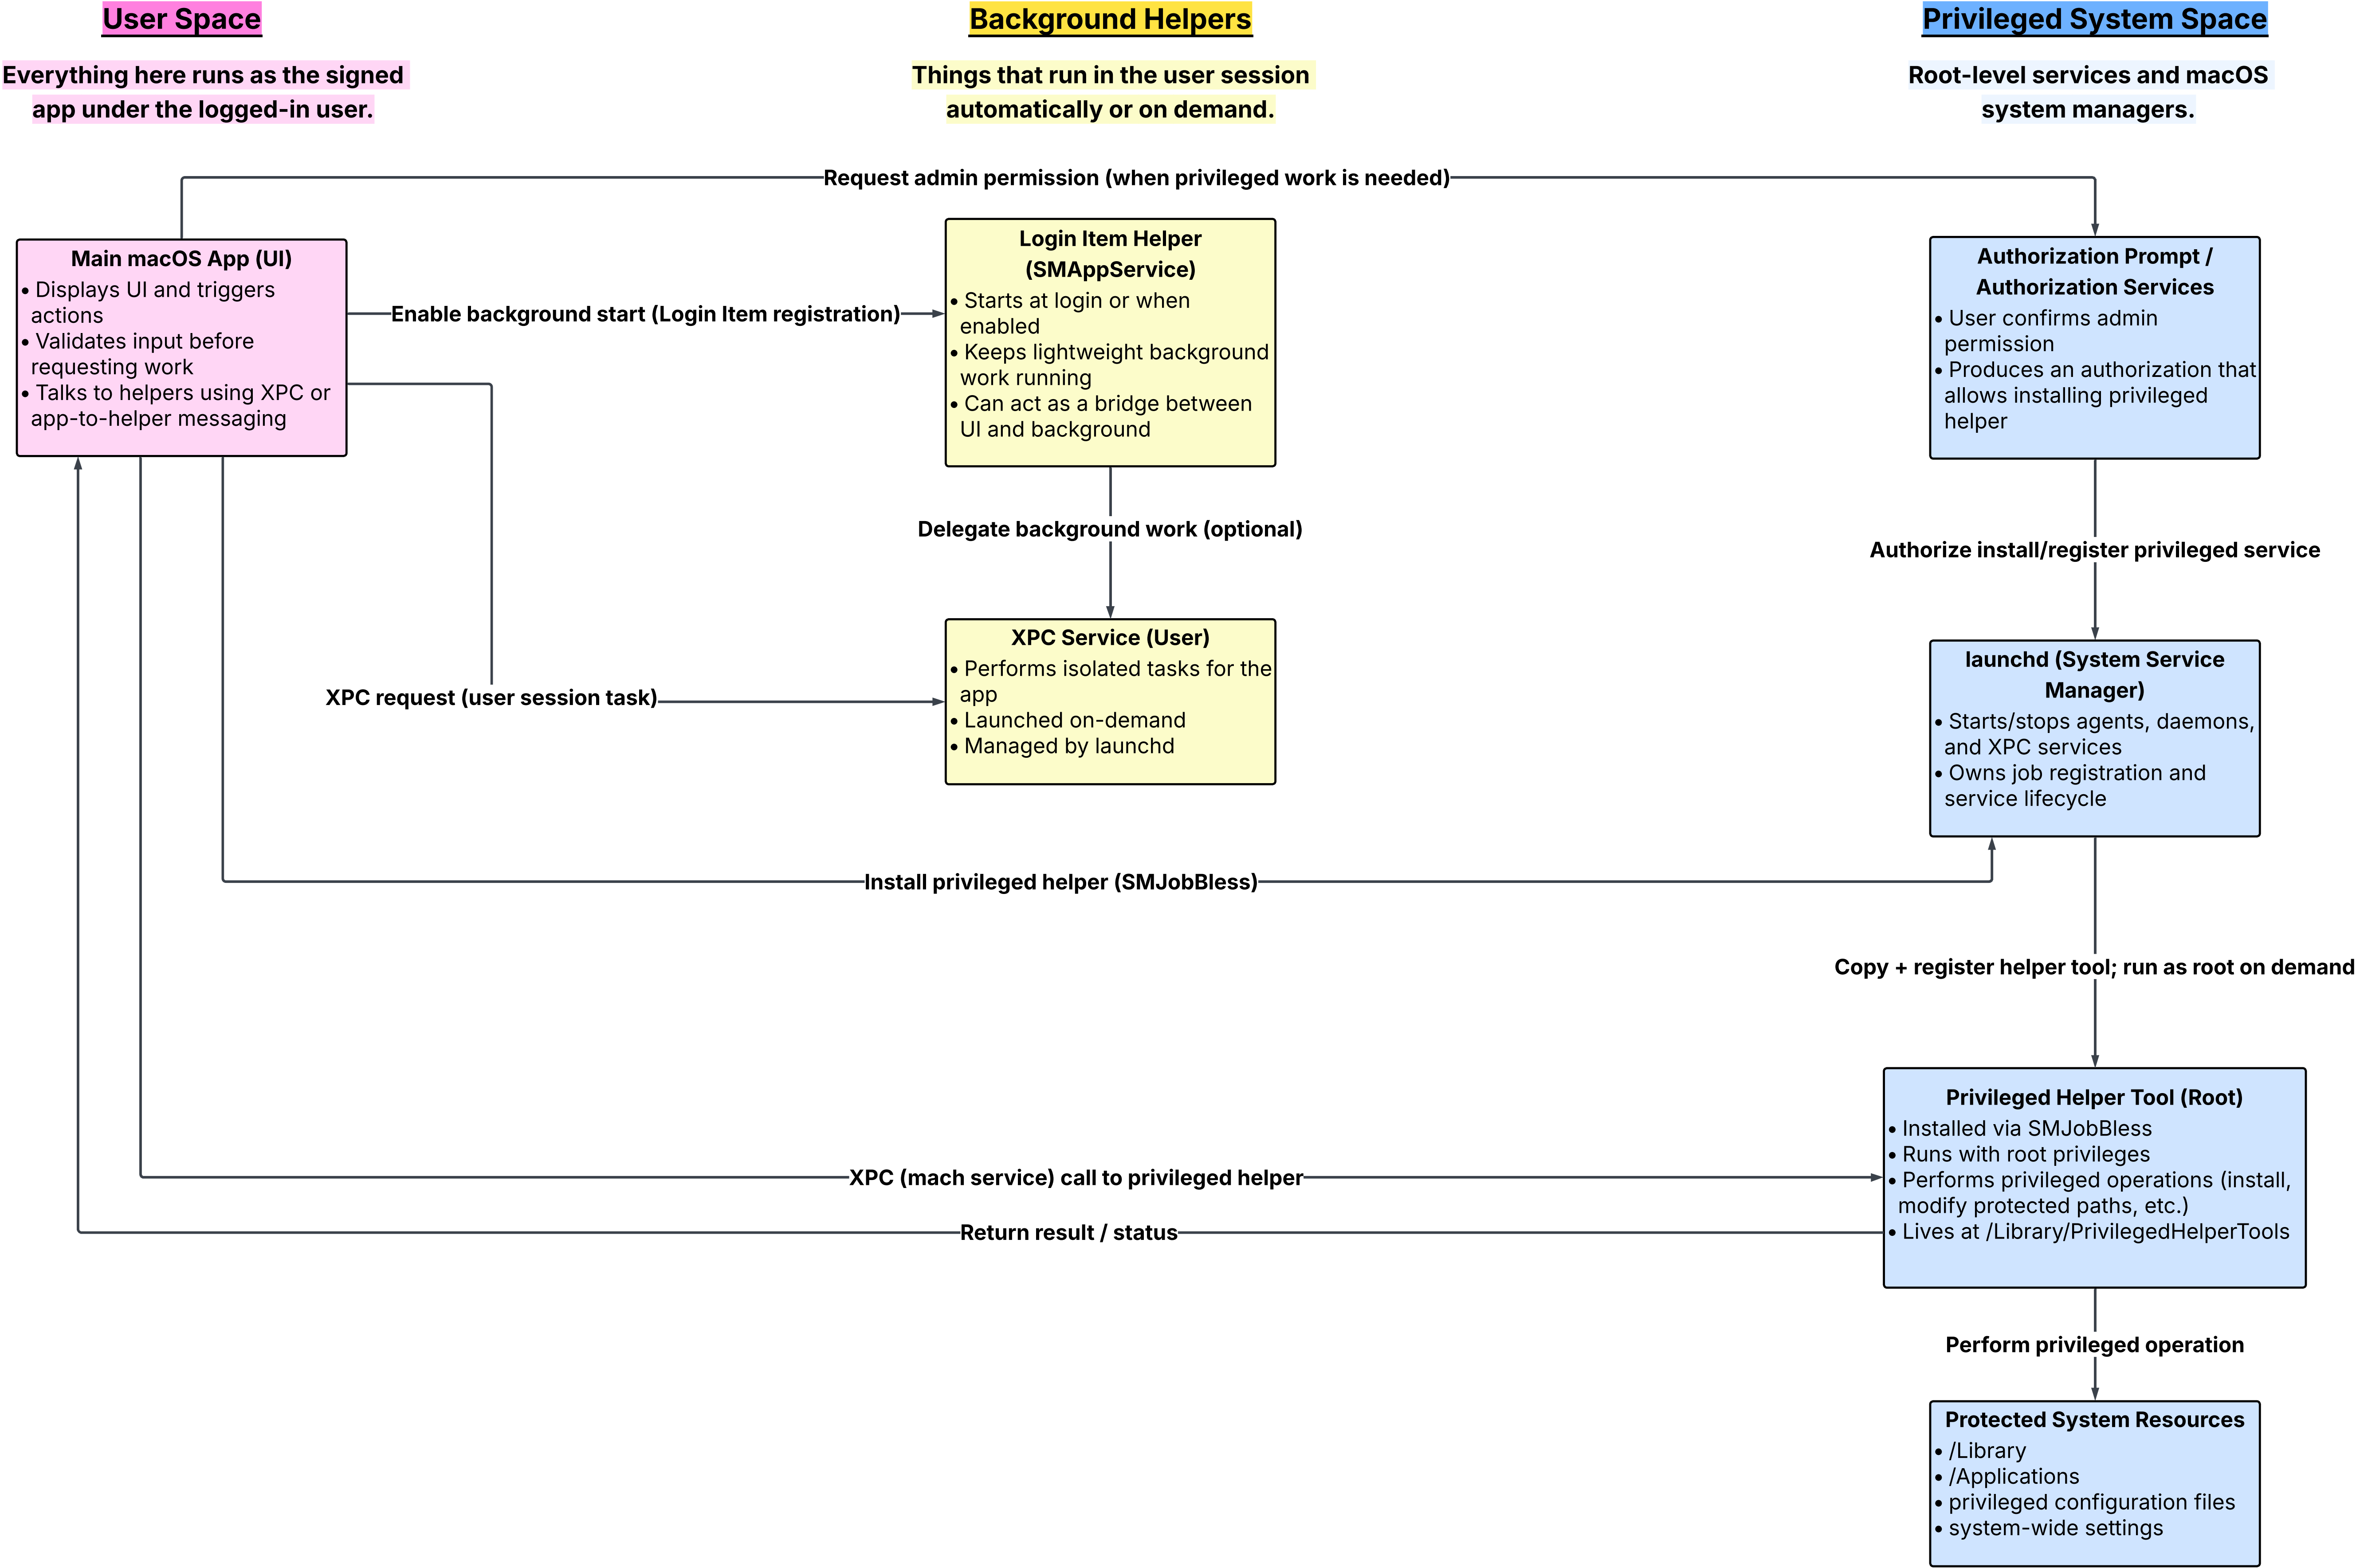 User Space
Everything here runs as the signed
app under the logged-in user.
Background Helpers
Things that run in the user session
automatically or on demand.
Privileged System Space
Root-level services and macOS
system managers.
Request admin permission (when privileged work is needed)
Main macOS App (UI)
• Displays UI and triggers
actions
• Validates input before
requesting work
• Talks to helpers using XPC or
app-to-helper messaging
Enable background start (Login Item registration)
Login Item Helper
(SMAppService)
• Starts at login or when
enabled
• Keeps lightweight background
work running
• Can act as a bridge between
UI and background
Authorization Prompt /
Authorization Services
• User confirms admin
permission
• Produces an authorization that
allows installing privileged
helper
Delegate background work (optional)
Authorize install/register privileged service
XPC request (user session task)
XPC Service (User)
• Performs isolated tasks for the
app
• Launched on-demand
• Managed by launchd
launchd (System Service
Manager)
• Starts/stops agents, daemons,
and XPC services
• Owns job registration and
service lifecycle
Install privileged helper (SMJobBless)
Copy + register helper tool; run as root on demand
Privileged Helper Tool (Root)
• Installed via SMJobBless
• Runs with root privileges
• Performs privileged operations (install,
modify protected paths, etc.)
• Lives at /Library/PrivilegedHelperTools
XPC (mach service) call to privileged helper
Return result / status
Perform privileged operation
Protected System Resources
• /Library
• /Applications
• privileged configuration files
• system-wide settings